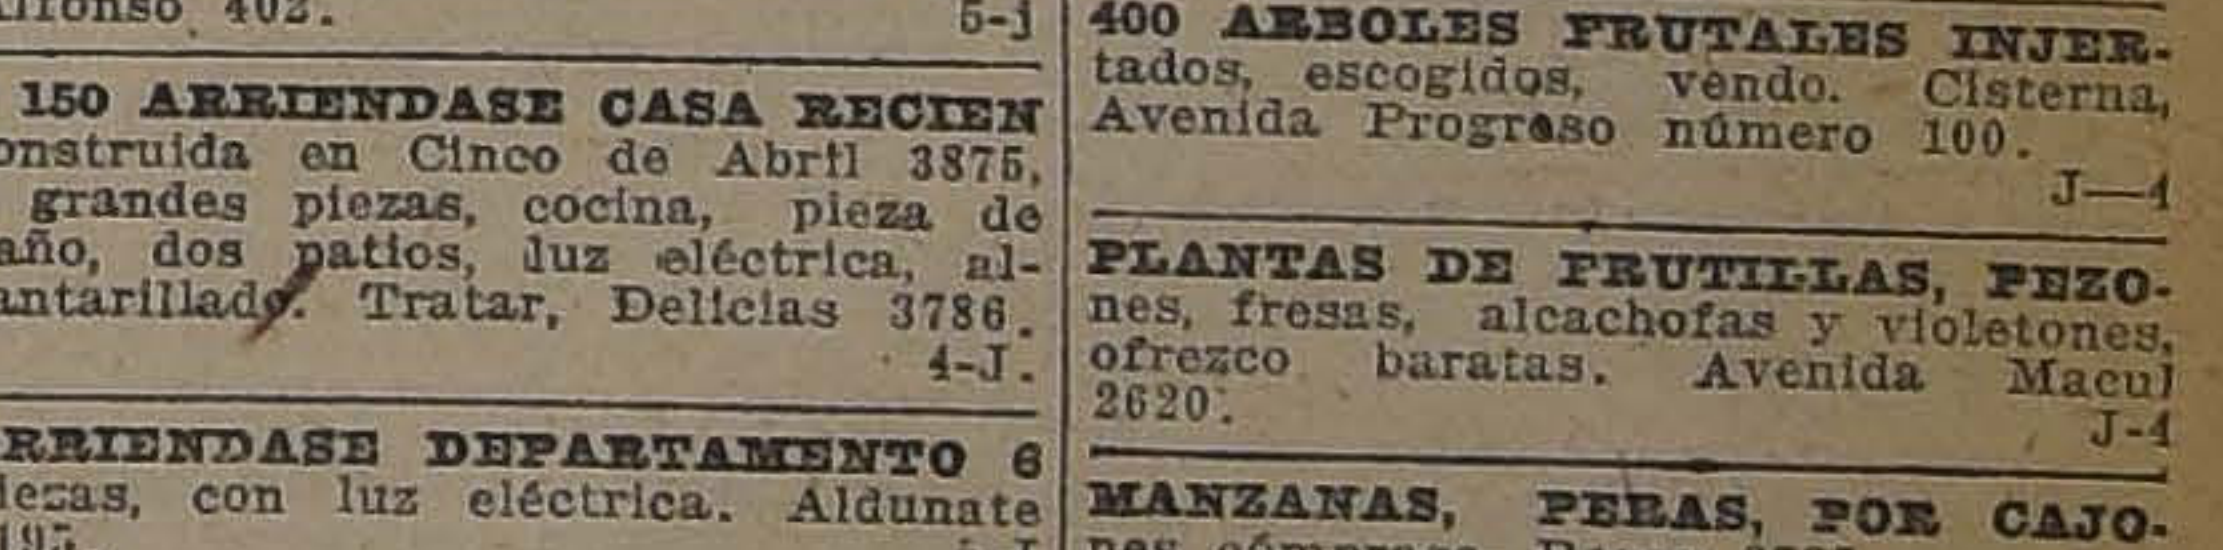 402.
5-j
150 ARRIENDASE CASA RECIEN
onstruida en Cinco de Abril 3875,
grandes piezas, cocina, pieza de
año, dos patios, luz eléctrica, al-
antarillado. Tratar, Delicias 3786.
4-J.
RRIENDASE DEPARTAMENTO 6
iezas, con luz eléctrica. Aldunate
195
400 ARBOLES FRUTALES INJER-
tados, escogidos, vendo. Cisterna,
Avenida Progreso número 100.
J—4
PLANTAS DE FRUTILLAS, PEZO-
nes, fresas, alcachofas y violetones,
ofrezco baratas. Avenida Macul
2620.
J-4
MANZANAS, PERAS, POR CAJO-